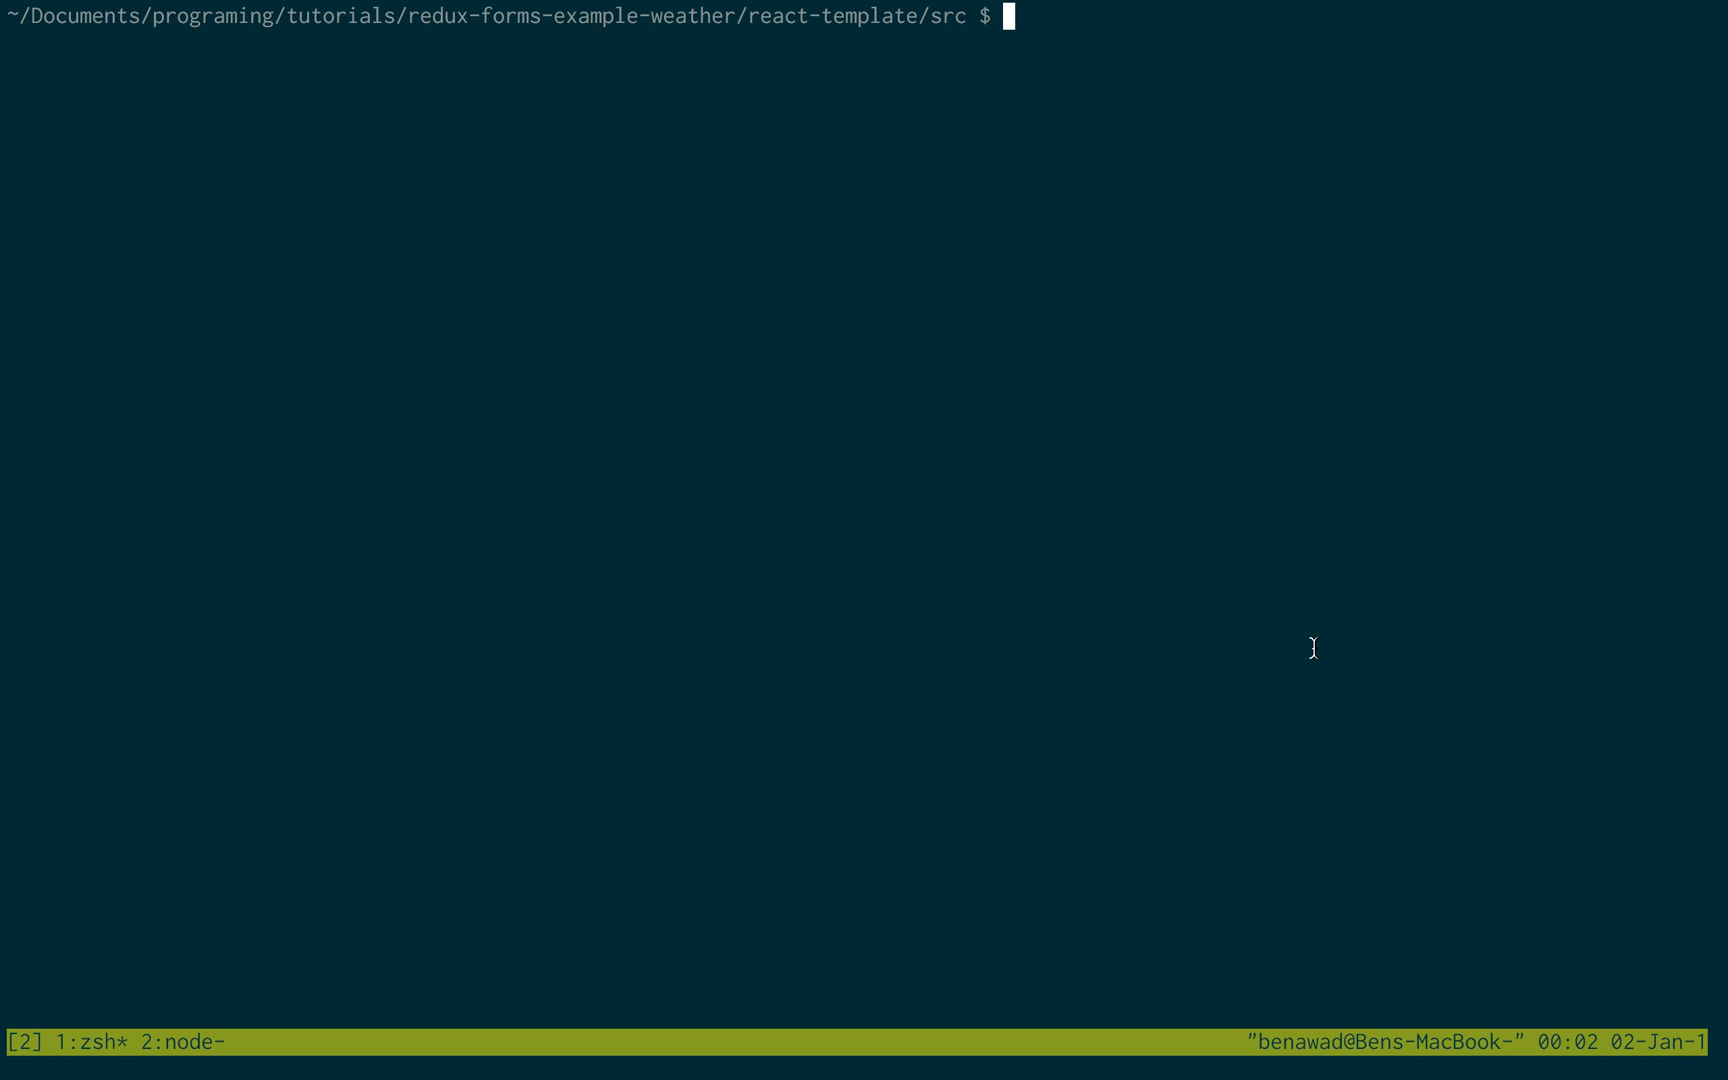 ~/Documents/programing/tutorials/redux-forms-example-weather/react-template/src $
[2] 1:zsh* 2:node- "benawad@Bens-MacBook-" 00:02 02-Jan-1